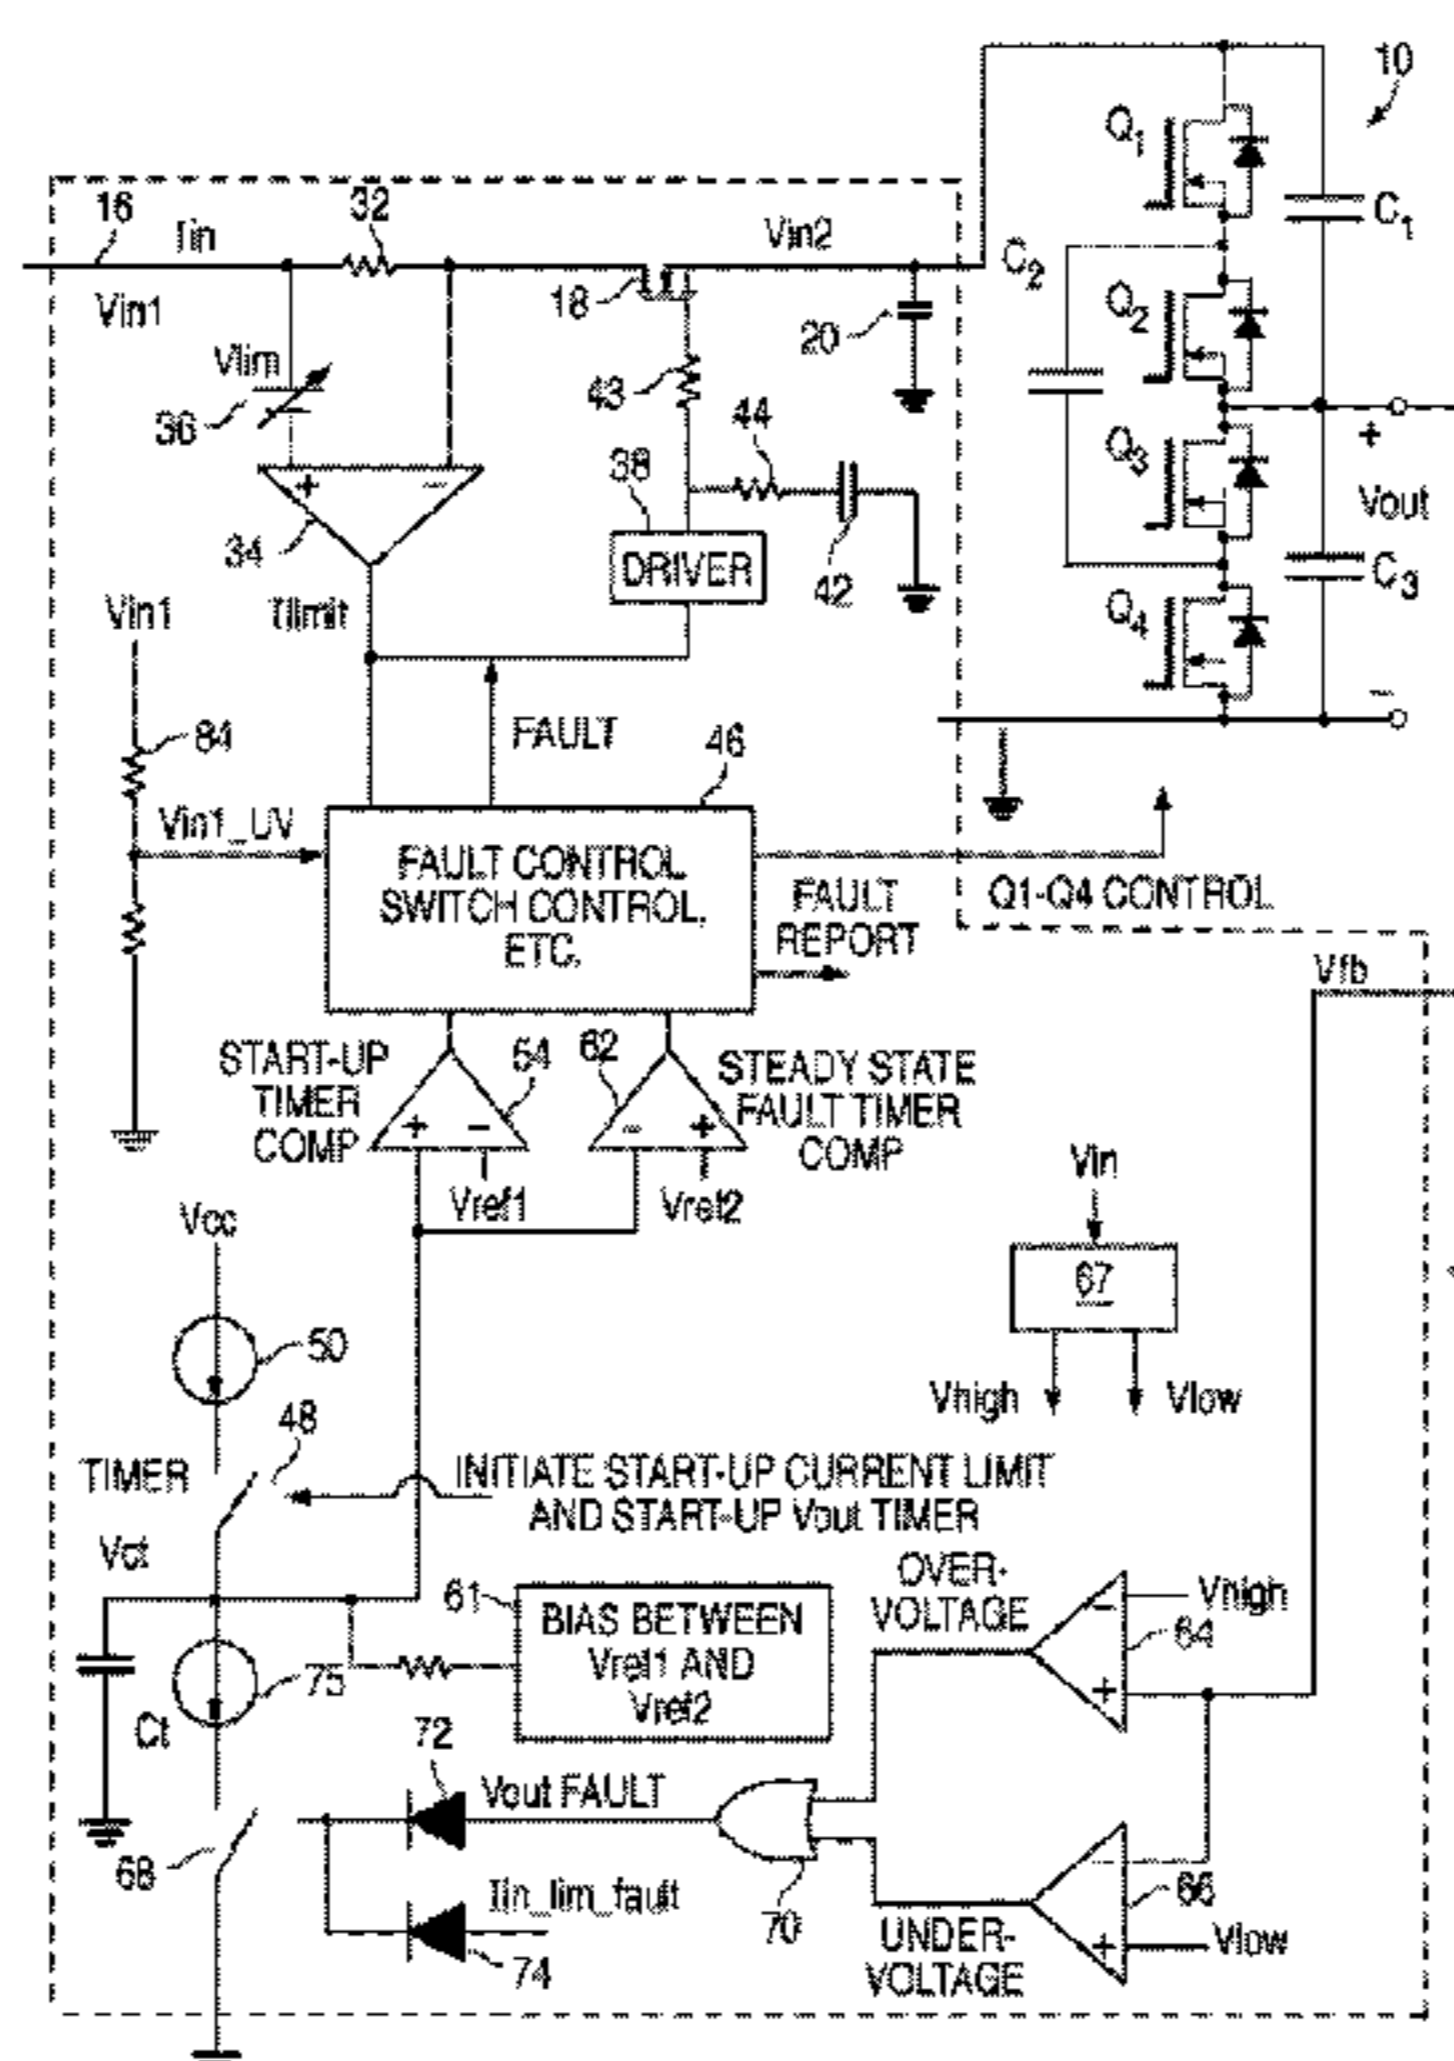 10
Q1
16
Iin
32
Vin2
C1
C2
Vin1
18
Q2
20
Vlim
43
36
44
+
38
Q3
+ -
Vout
34
DRIVER
42
C3
Vin1
Ilimit
Q4
-
84
FAULT
46
Vin1_UV
FAULT CONTROL
SWITCH CONTROL,
ETC.
FAULT
REPORT
Q1-Q4 CONTROL
Vfb
START-UP
TIMER
COMP
54
62
STEADY STATE
FAULT TIMER
COMP
+ -
- +
Vref1
Vref2
Vin
Vcc
67
50
Vhigh
Vlow
48
TIMER
INITIATE START-UP CURRENT LIMIT
AND START-UP Vout TIMER
Vct
61
BIAS BETWEEN
Vref1 AND
Vref2
OVER-
VOLTAGE
-
Vhigh
64
75
+
Ct
72
Vout FAULT
68
Iin_lim_fault
70
66
74
UNDER-
VOLTAGE
+
Vlow